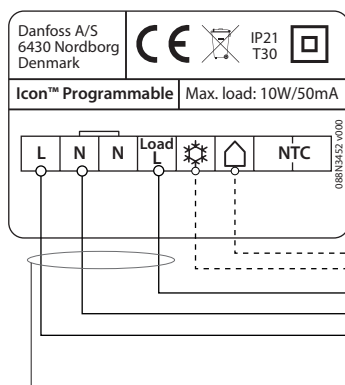 Danfoss A/S
6430 Nordborg
Denmark
CE
IP21
T30
Icon™ Programmable
Max. load: 10W/50mA
L
N
N
Load
L
NTC
088N3452 v000